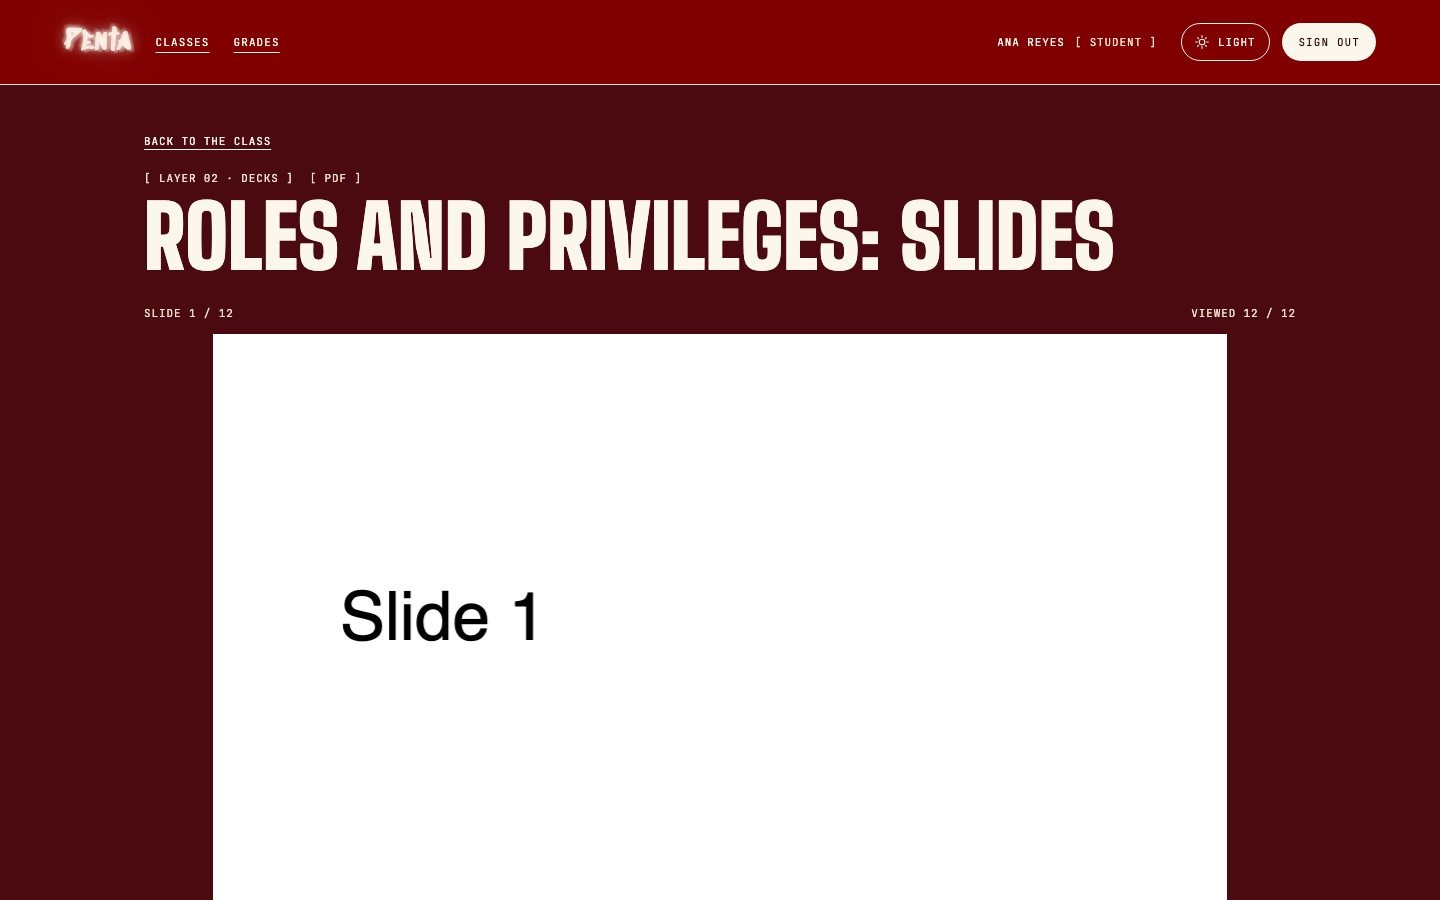 PENTA CLASSES GRADES ANA REYES [ STUDENT ] LIGHT SIGN OUT
BACK TO THE CLASS
[ LAYER 02 · DECKS ] [ PDF ]
ROLES AND PRIVILEGES: SLIDES
SLIDE 1 / 12 VIEWED 12 / 12
Slide 1